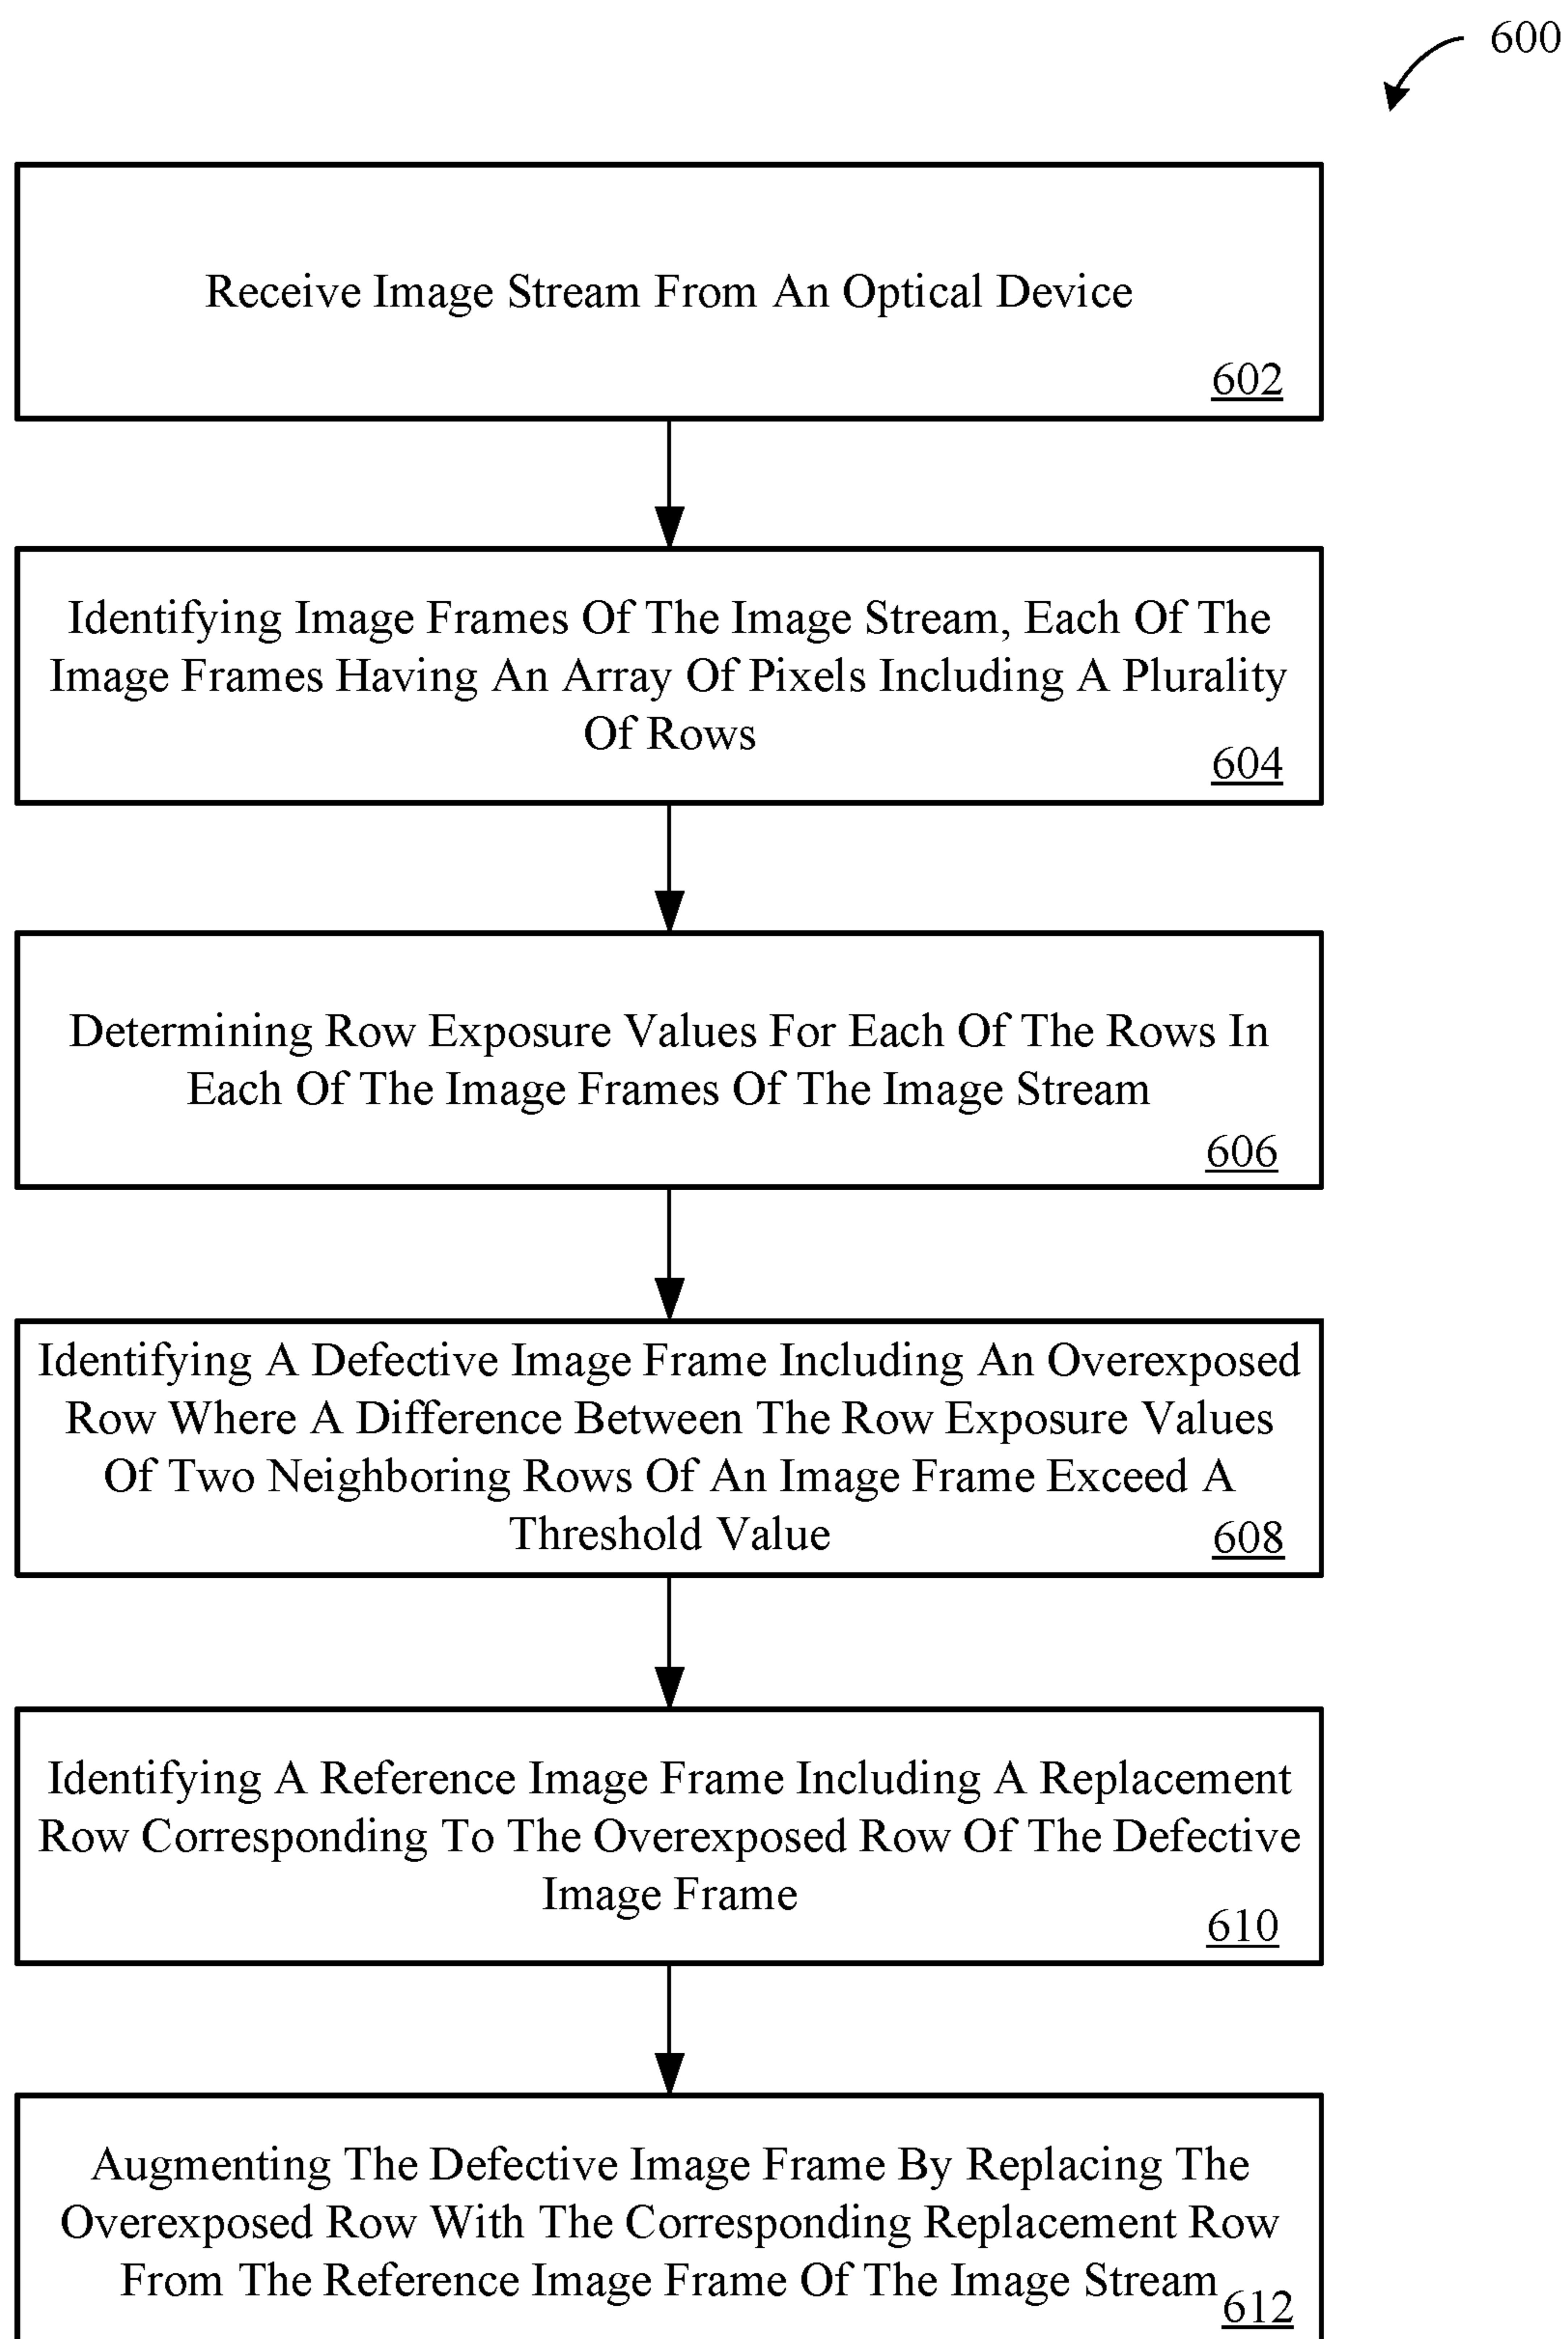 600
Receive Image Stream From An Optical Device
602
Identifying Image Frames Of The Image Stream, Each Of The
Image Frames Having An Array Of Pixels Including A Plurality
Of Rows
604
Determining Row Exposure Values For Each Of The Rows In
Each Of The Image Frames Of The Image Stream
606
Identifying A Defective Image Frame Including An Overexposed
Row Where A Difference Between The Row Exposure Values
Of Two Neighboring Rows Of An Image Frame Exceed A
Threshold Value
608
Identifying A Reference Image Frame Including A Replacement
Row Corresponding To The Overexposed Row Of The Defective
Image Frame
610
Augmenting The Defective Image Frame By Replacing The
Overexposed Row With The Corresponding Replacement Row
From The Reference Image Frame Of The Image Stream
612